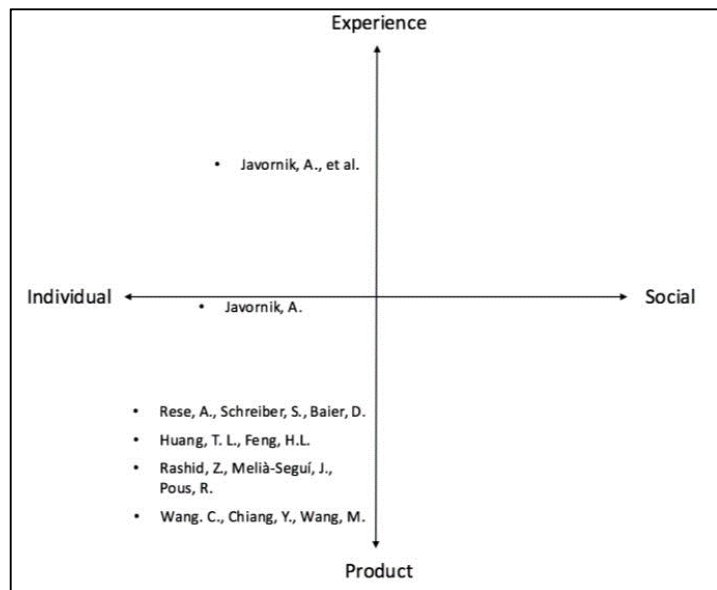 Experience
• Javornik, A., et al.
Individual
Social
• Javornik, A.
• Rese, A., Schreiber, S., Baier, D.
• Huang, T. L., Feng, H.L.
• Rashid, Z., Melià-Seguí, J.,
Pous, R.
• Wang. C., Chiang, Y., Wang, M.
Product